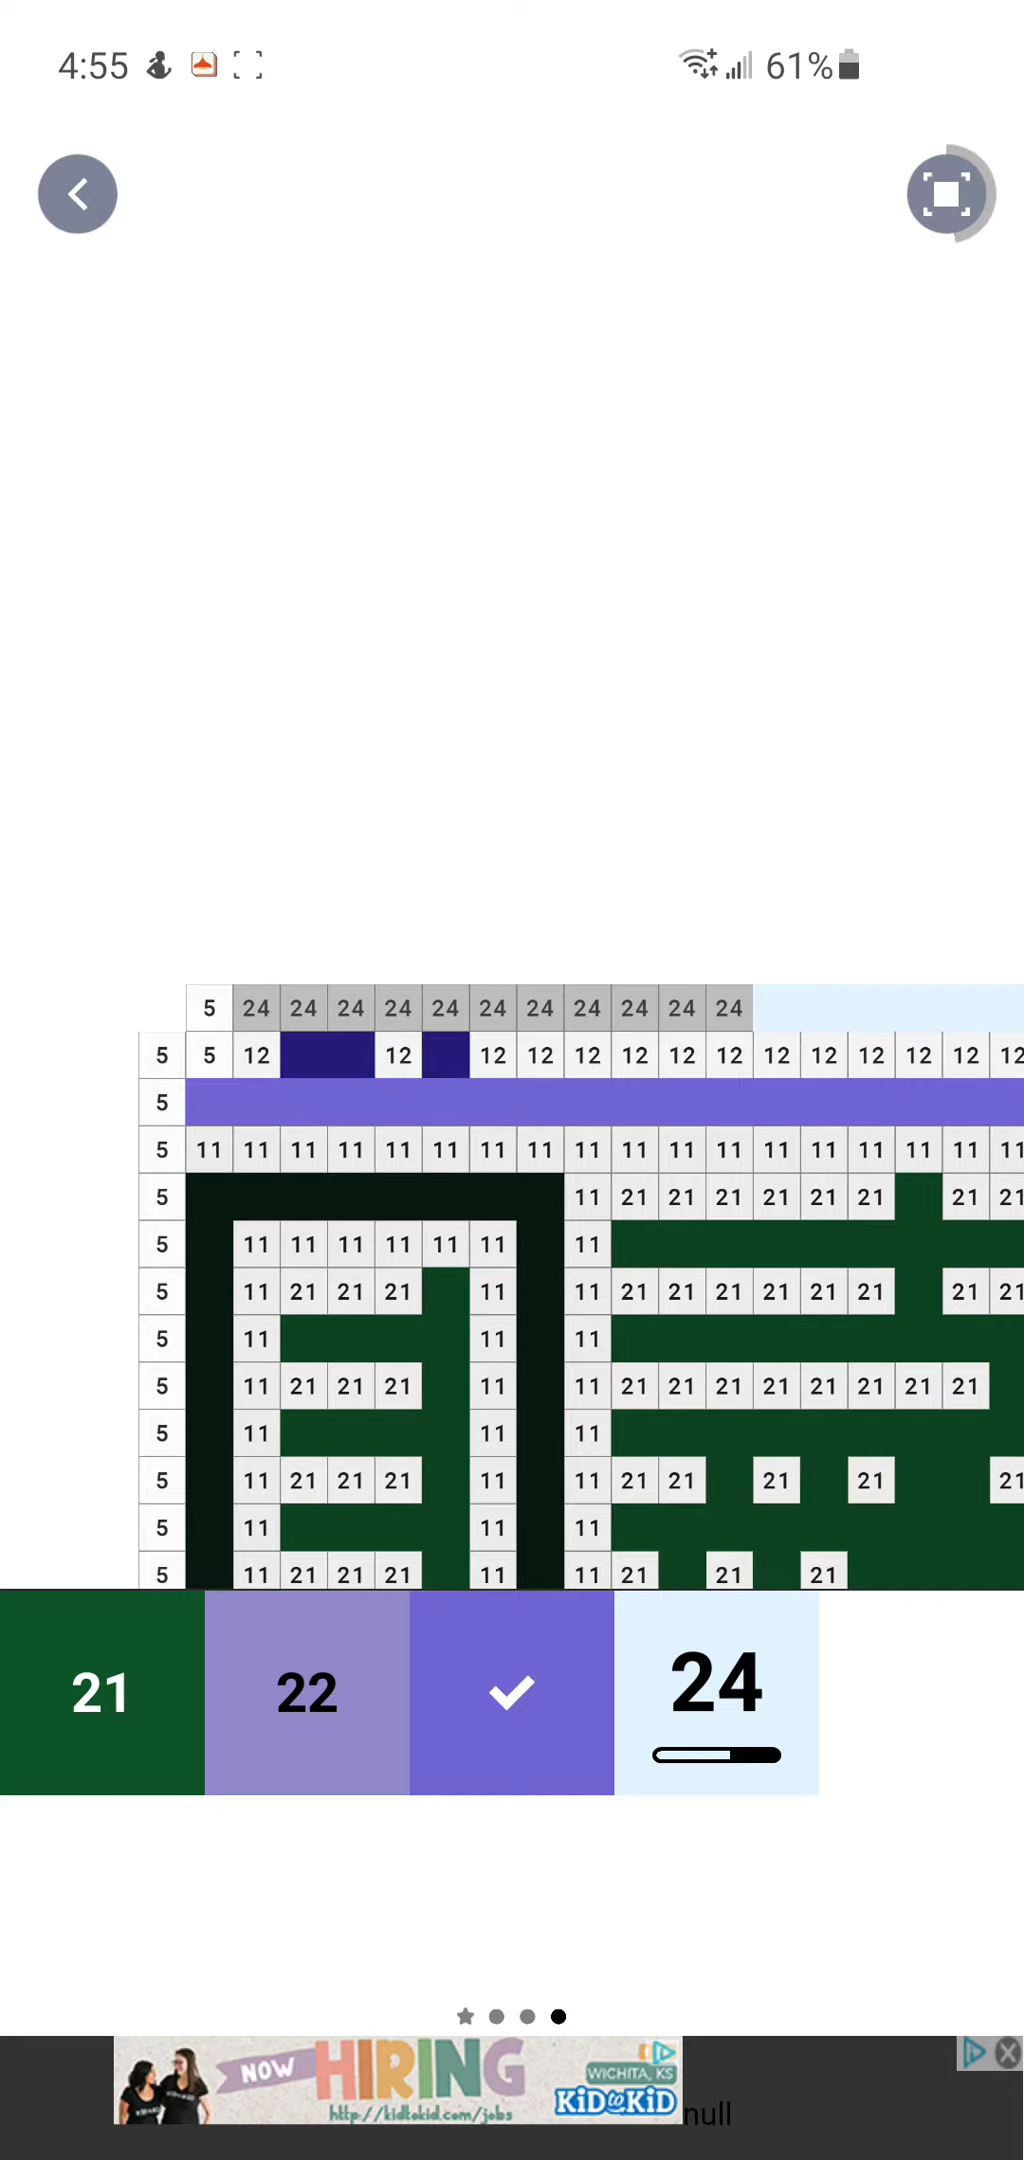 4:55 61%
5 24 24 24 24 24 24 24 24 24 24 24
5 5 12 12 12 12 12 12 12 12 12 12 12 12 12
5
5 11 11 11 11 11 11 11 11 11 11 11 11 11 11 11 11 11 11
5 11 21 21 21 21 21 21 21 21
5 11 11 11 11 11 11 11
5 11 21 21 21 11 11 21 21 21 21 21 21 21 21
5 11 11 11
5 11 21 21 21 11 11 21 21 21 21 21 21 21 21
5 11 11 11
5 11 21 21 21 11 11 21 21 21 21 21
5 11 11 11
5 11 21 21 21 11 11 21 21 21
21 22 24
NOW HIRING
WICHITA, KS
http://kidtokid.com/jobs
KiD to KiD
null